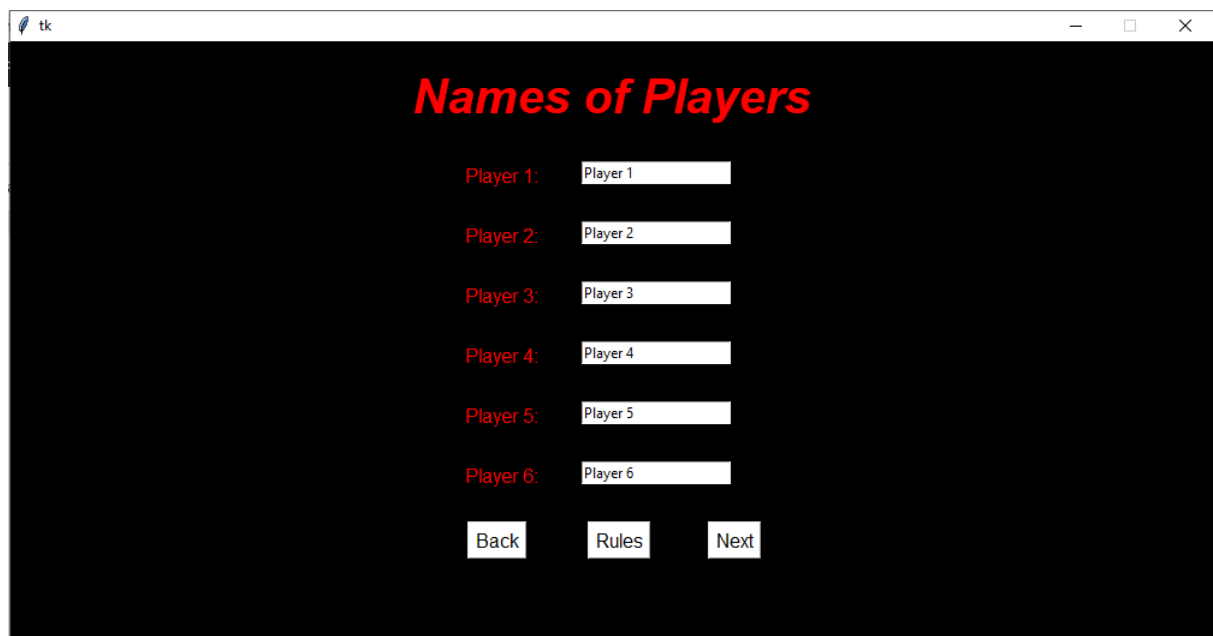 tk
Names of Players
Player 1: Player 1
Player 2: Player 2
Player 3: Player 3
Player 4: Player 4
Player 5: Player 5
Player 6: Player 6
Back Rules Next